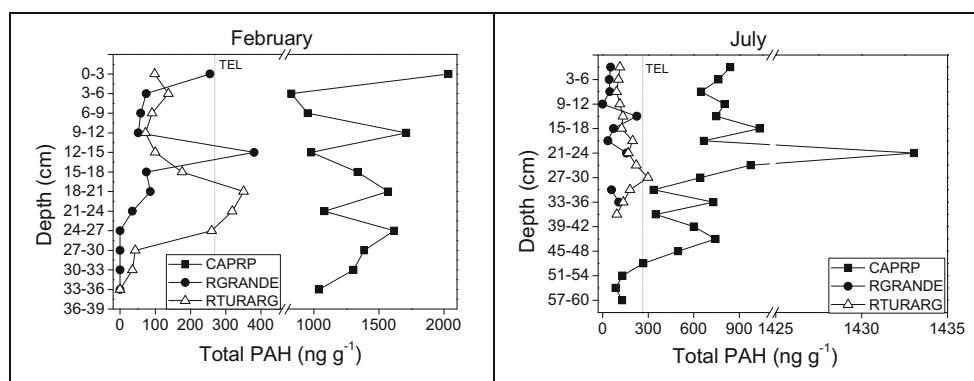 February
TEL
0-3
3-6
6-9
9-12
12-15
15-18
18-21
21-24
24-27
27-30
30-33
33-36
36-39
Depth (cm)
CAPRP
RGRANDE
RTURARG
0 100 200 300 400 1000 1500 2000
Total PAH (ng g-1)
July
TEL
3-6
9-12
15-18
21-24
27-30
33-36
39-42
45-48
51-54
57-60
Depth (cm)
CAPRP
RGRANDE
RTURARG
0 300 600 900 1425 1430 1435
Total PAH (ng g-1)